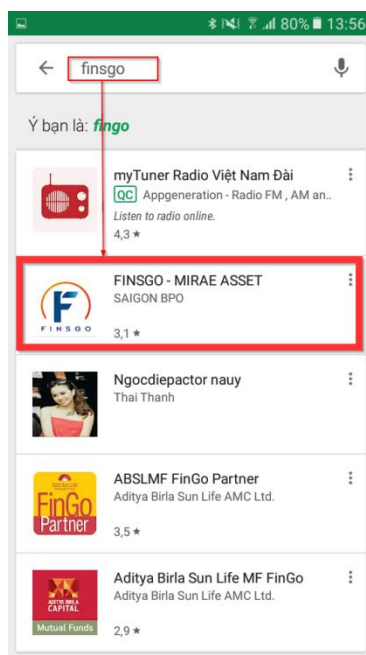 80% 13:56
finsgo
Ý bạn là: fingo
myTuner Radio Việt Nam Đài
QC Appgeneration - Radio FM , AM an..
Listen to radio online.
4,3 ★
FINSGO - MIRAE ASSET
SAIGON BPO
F
FINSGO
3,1 ★
Ngocdiepactor nauy
Thai Thanh
ABSLMF FinGo Partner
Aditya Birla Sun Life AMC Ltd.
FinGo
Partner
3,5 ★
Aditya Birla Sun Life MF FinGo
Aditya Birla Sun Life AMC Ltd.
ADITYA BIRLA
CAPITAL
Mutual Funds
2,9 ★